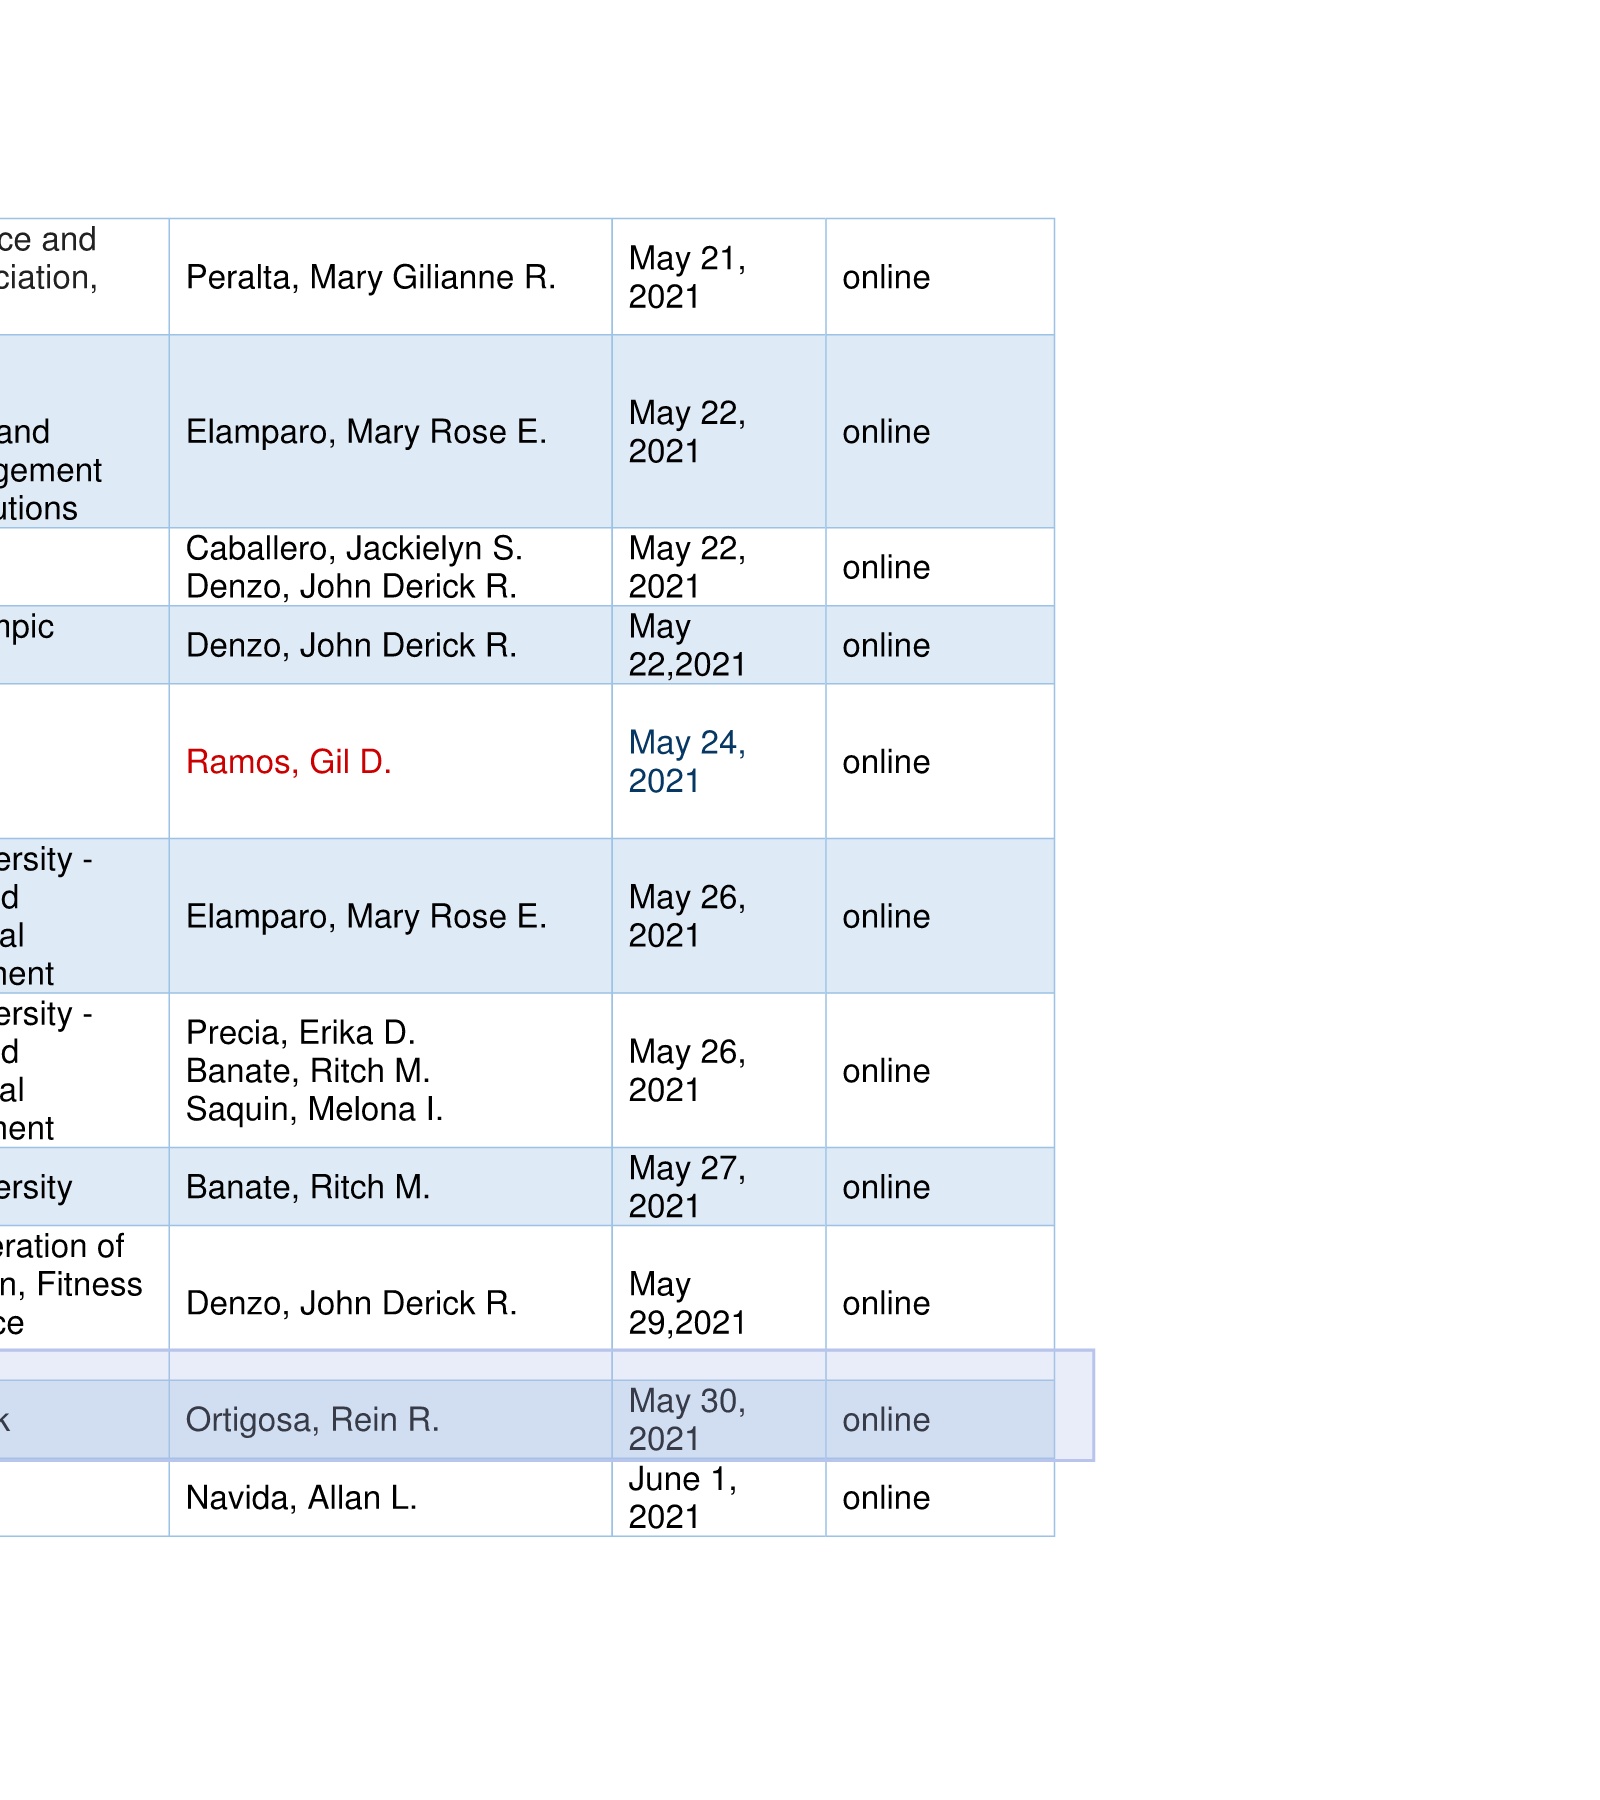 ce and
ciation,
Peralta, Mary Gilianne R.
May 21,
2021
online
and
gement
utions
Elamparo, Mary Rose E.
May 22,
2021
online
Caballero, Jackielyn S.
Denzo, John Derick R.
May 22,
2021
online
mpic
Denzo, John Derick R.
May
22,2021
online
Ramos, Gil D.
May 24,
2021
online
ersity -
d
al
ment
Elamparo, Mary Rose E.
May 26,
2021
online
ersity -
d
al
ment
Precia, Erika D.
Banate, Ritch M.
Saquin, Melona I.
May 26,
2021
online
ersity
Banate, Ritch M.
May 27,
2021
online
eration of
n, Fitness
ce
Denzo, John Derick R.
May
29,2021
online
k
Ortigosa, Rein R.
May 30,
2021
online
Navida, Allan L.
June 1,
2021
online